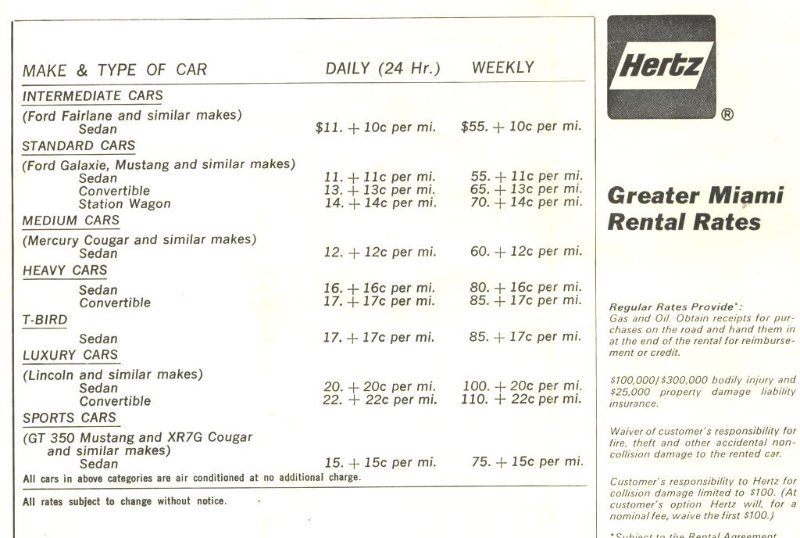 MAKE & TYPE OF CAR DAILY (24 Hr.) WEEKLY
INTERMEDIATE CARS
(Ford Fairlane and similar makes)
Sedan $11. + 10c per mi. $55. + 10c per mi.
STANDARD CARS
(Ford Galaxie, Mustang and similar makes)
Sedan 11. + 11c per mi. 55. + 11c per mi.
Convertible 13. + 13c per mi. 65. + 13c per mi.
Station Wagon 14. + 14c per mi. 70. + 14c per mi.
MEDIUM CARS
(Mercury Cougar and similar makes)
Sedan 12. + 12c per mi. 60. + 12c per mi.
HEAVY CARS
Sedan 16. + 16c per mi. 80. + 16c per mi.
Convertible 17. + 17c per mi. 85. + 17c per mi.
T-BIRD
Sedan 17. + 17c per mi. 85. + 17c per mi.
LUXURY CARS
(Lincoln and similar makes)
Sedan 20. + 20c per mi. 100. + 20c per mi.
Convertible 22. + 22c per mi. 110. + 22c per mi.
SPORTS CARS
(GT 350 Mustang and XR7G Cougar
and similar makes)
Sedan 15. + 15c per mi. 75. + 15c per mi.
All cars in above categories are air conditioned at no additional charge.
All rates subject to change without notice.
Hertz
®
Greater Miami
Rental Rates
Regular Rates Provide*:
Gas and Oil. Obtain receipts for pur-
chases on the road and hand them in
at the end of the rental for reimburse-
ment or credit.
$100,000/$300,000 bodily injury and
$25,000 property damage liability
insurance.
Waiver of customer's responsibility for
fire, theft and other accidental non-
collision damage to the rented car.
Customer's responsibility to Hertz for
collision damage limited to $100. (At
customer's option Hertz will, for a
nominal fee, waive the first $100.)
*Subject to the Rental Agreement